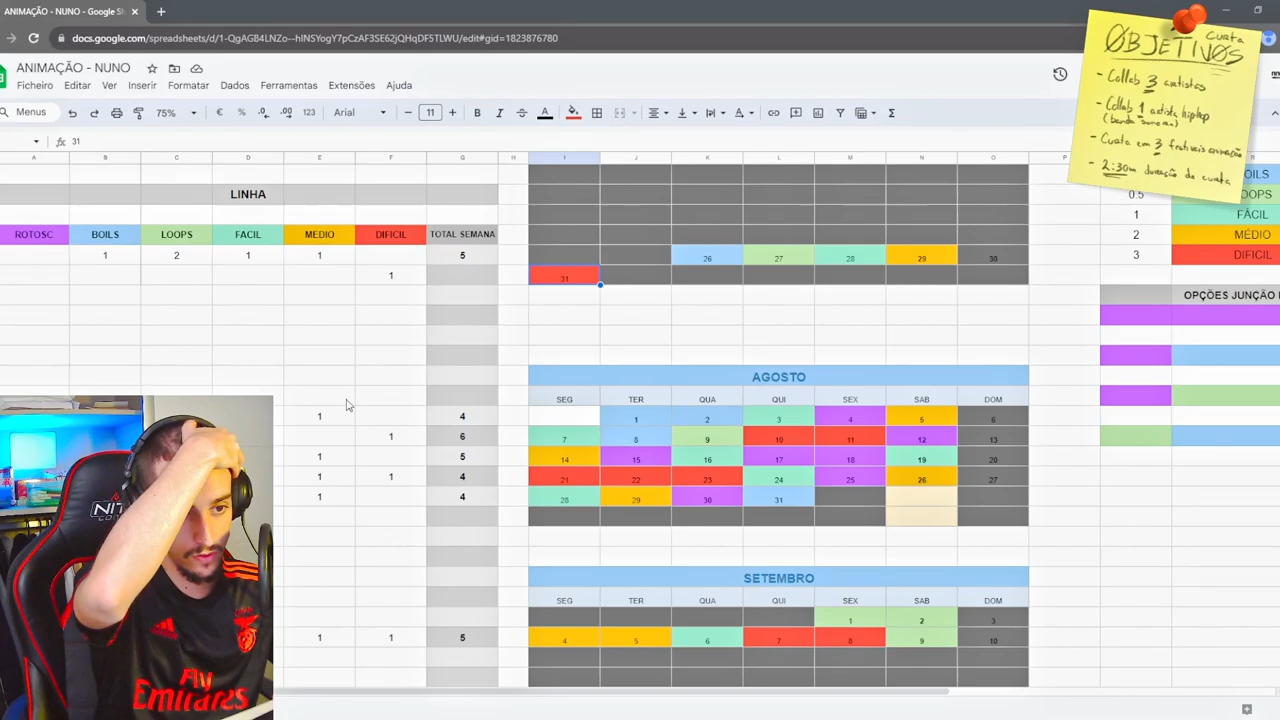 ANIMAÇÃO - NUNO - Google Sh
docs.google.com/spreadsheets/d/1-QgAGB4LNZo--hINSYogY7pCzAF3SE62jQHqDF5TLWU/edit#gid=1823876780
ANIMAÇÃO - NUNO
Ficheiro Editar Ver Inserir Formatar Dados Ferramentas Extensões Ajuda
Menus 75% € % .0 .00 123 Arial 11 B I A Σ
fx 31
A B C D E F H I J K L M N O P
OBJETIVOS CURTA
- Collab 3 artistas
- Collab 1 artista hiphop
(banda sonora)
- Curta em 3 festivais animação
- 2:30m duração da curta
LINHA
ROTOSC BOILS LOOPS FACIL MEDIO DIFICIL TOTAL SEMANA
1 2 1 1 5
1
1 4
1 6
1 5
1 1 4
1 4
1 1 5
26 27 28 29 30
31
AGOSTO
SEG TER QUA QUI SEX SAB DOM
1 2 3 4 5 6
7 8 9 10 11 12 13
14 15 16 17 18 19 20
21 22 23 24 25 26 27
28 29 30 31
SETEMBRO
SEG TER QUA QUI SEX SAB DOM
1 2 3
4 5 6 7 8 9 10
BOILS
0.5 LOOPS
1 FÁCIL
2 MÉDIO
3 DIFICIL
OPÇÕES JUNÇÃO
Fly
Emirates